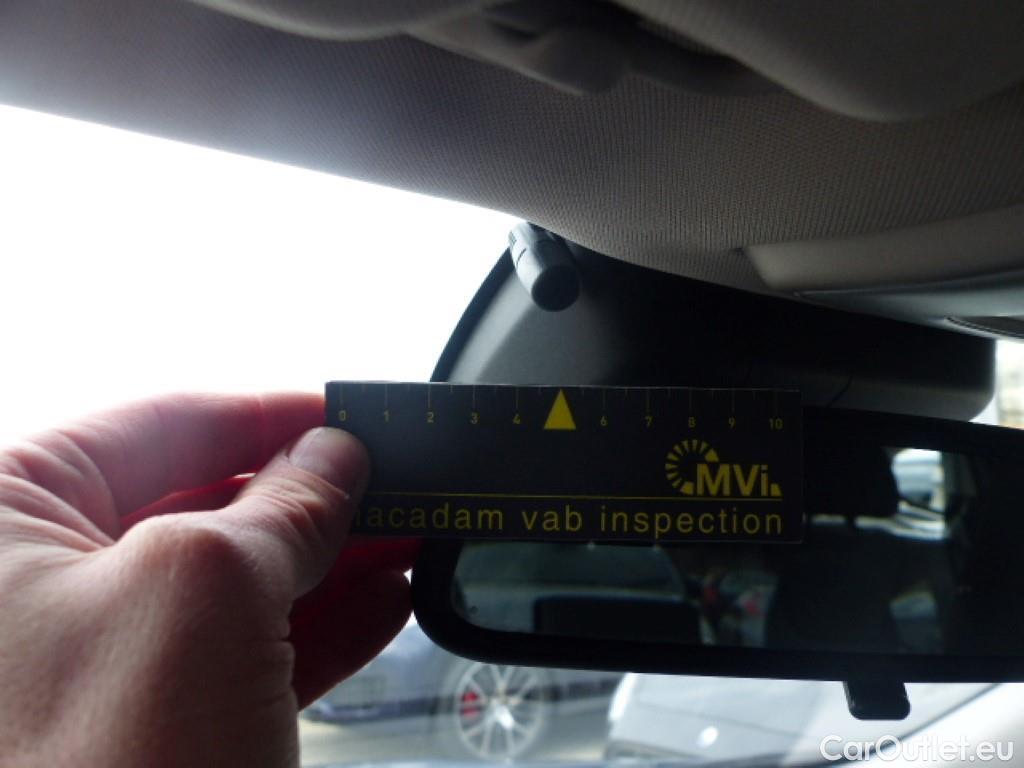 0 1 2 3 4 6 7 8 9 10
MVi
acadam vab inspection
CarOutlet.eu